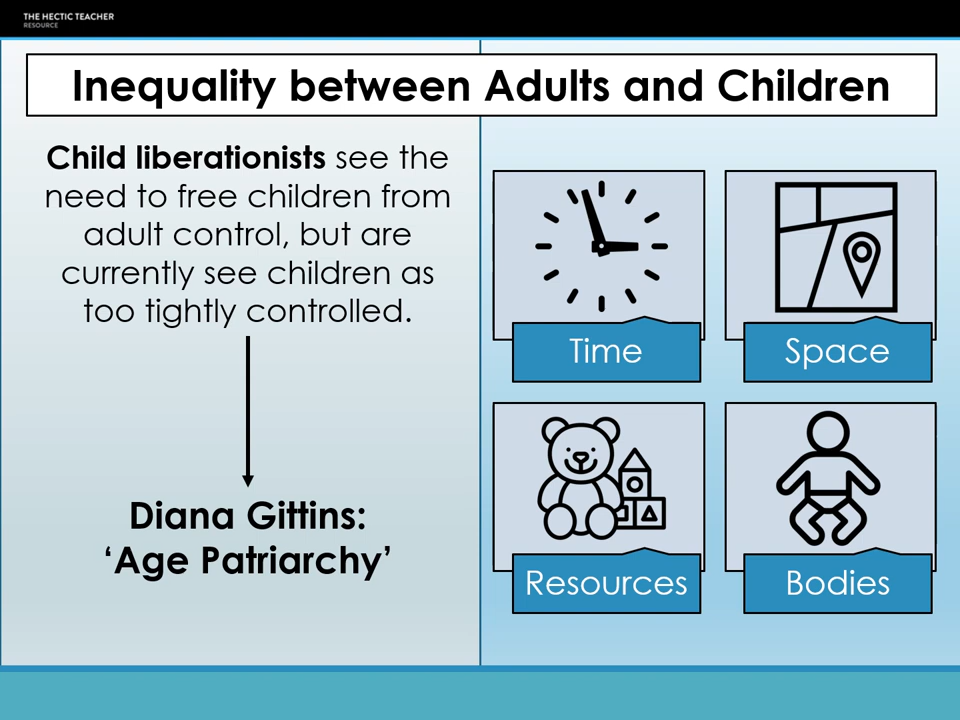 THE HECTIC TEACHER
RESOURCE
Inequality between Adults and Children
Child liberationists see the
need to free children from
adult control, but are
currently see children as
too tightly controlled.
Diana Gittins:
‘Age Patriarchy’
Time
Space
Resources
Bodies